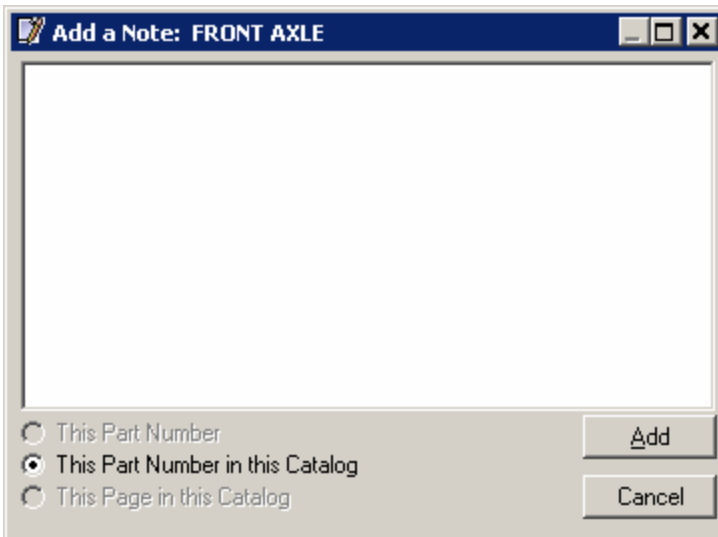 Add a Note: FRONT AXLE
This Part Number
Add
This Part Number in this Catalog
This Page in this Catalog
Cancel